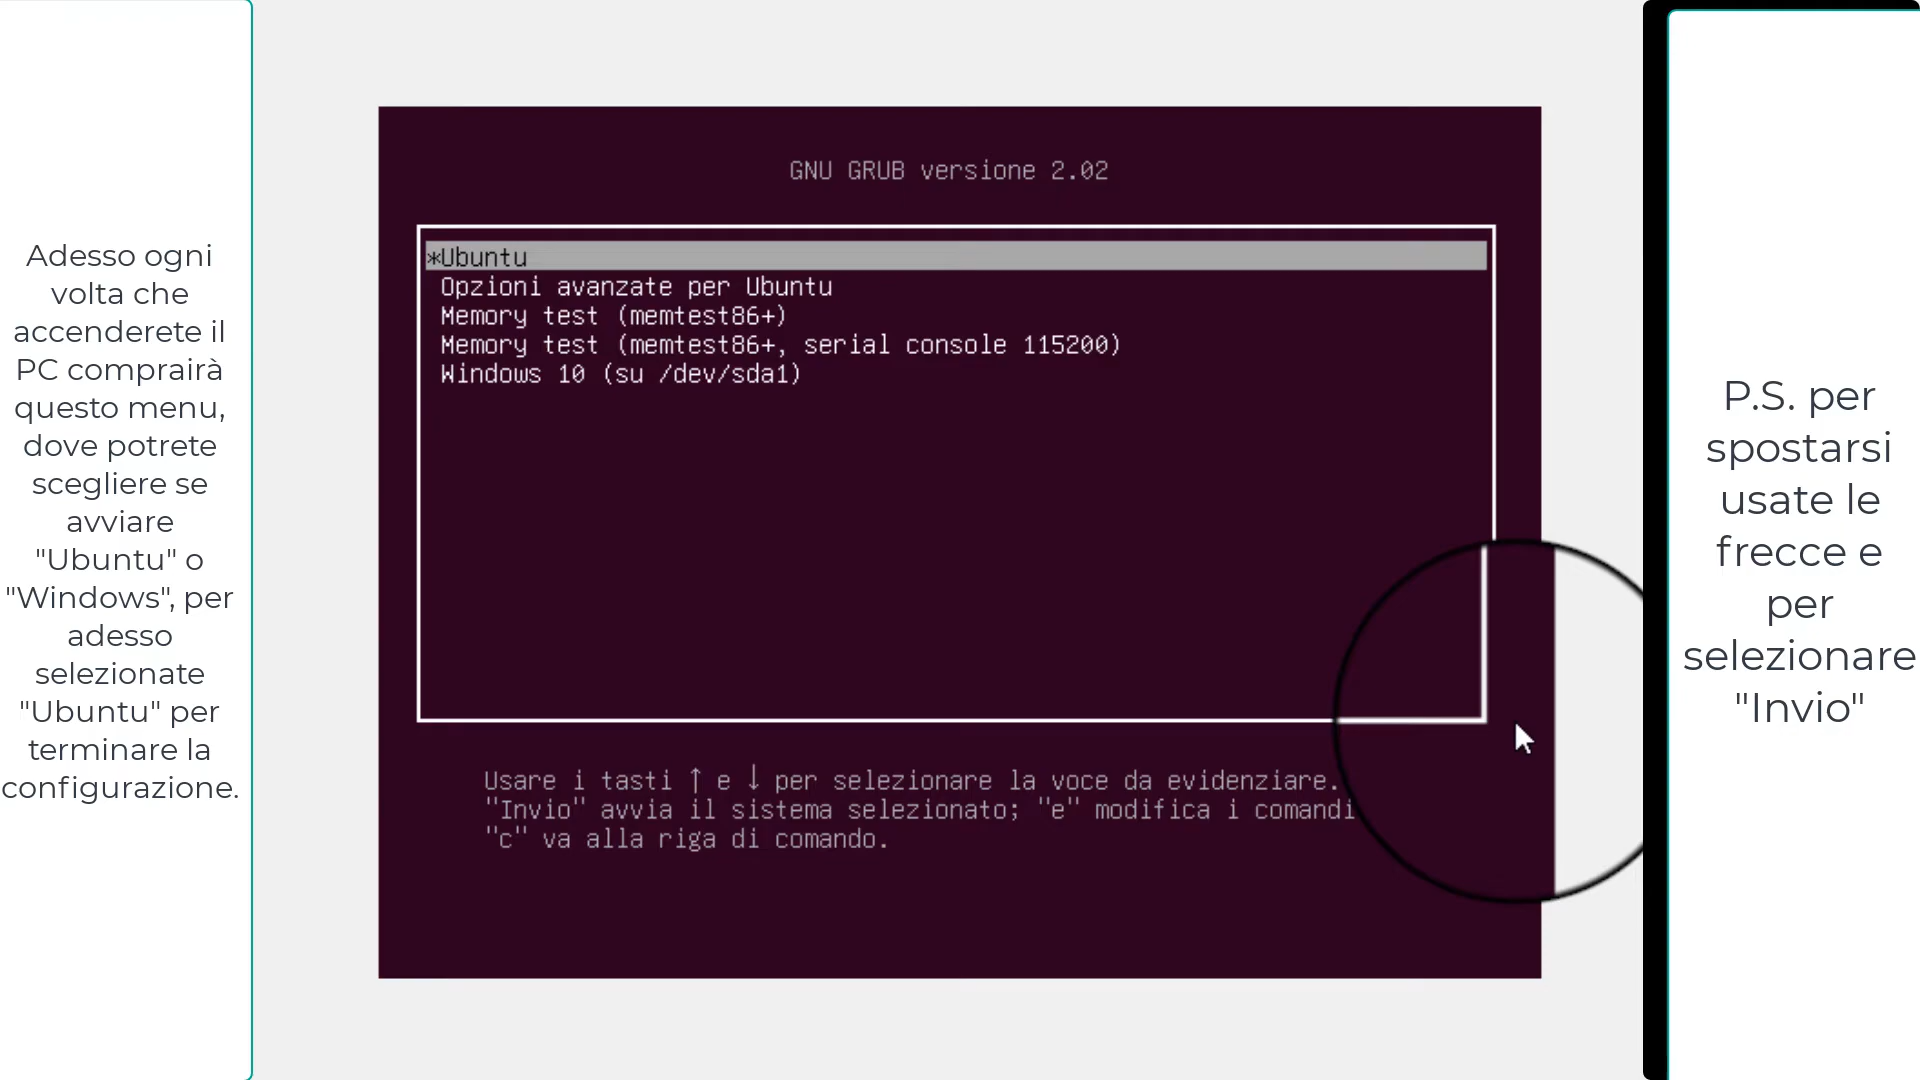 Adesso ogni
volta che
accenderete il
PC comprairà
questo menu,
dove potrete
scegliere se
avviare
"Ubuntu" o
"Windows", per
adesso
selezionate
"Ubuntu" per
terminare la
configurazione.
GNU GRUB versione 2.02
*Ubuntu
Opzioni avanzate per Ubuntu
Memory test (memtest86+)
Memory test (memtest86+, serial console 115200)
Windows 10 (su /dev/sda1)
Usare i tasti ↑ e ↓ per selezionare la voce da evidenziare.
"Invio" avvia il sistema selezionato; "e" modifica i comandi
"c" va alla riga di comando.
P.S. per
spostarsi
usate le
frecce e
per
selezionare
"Invio"